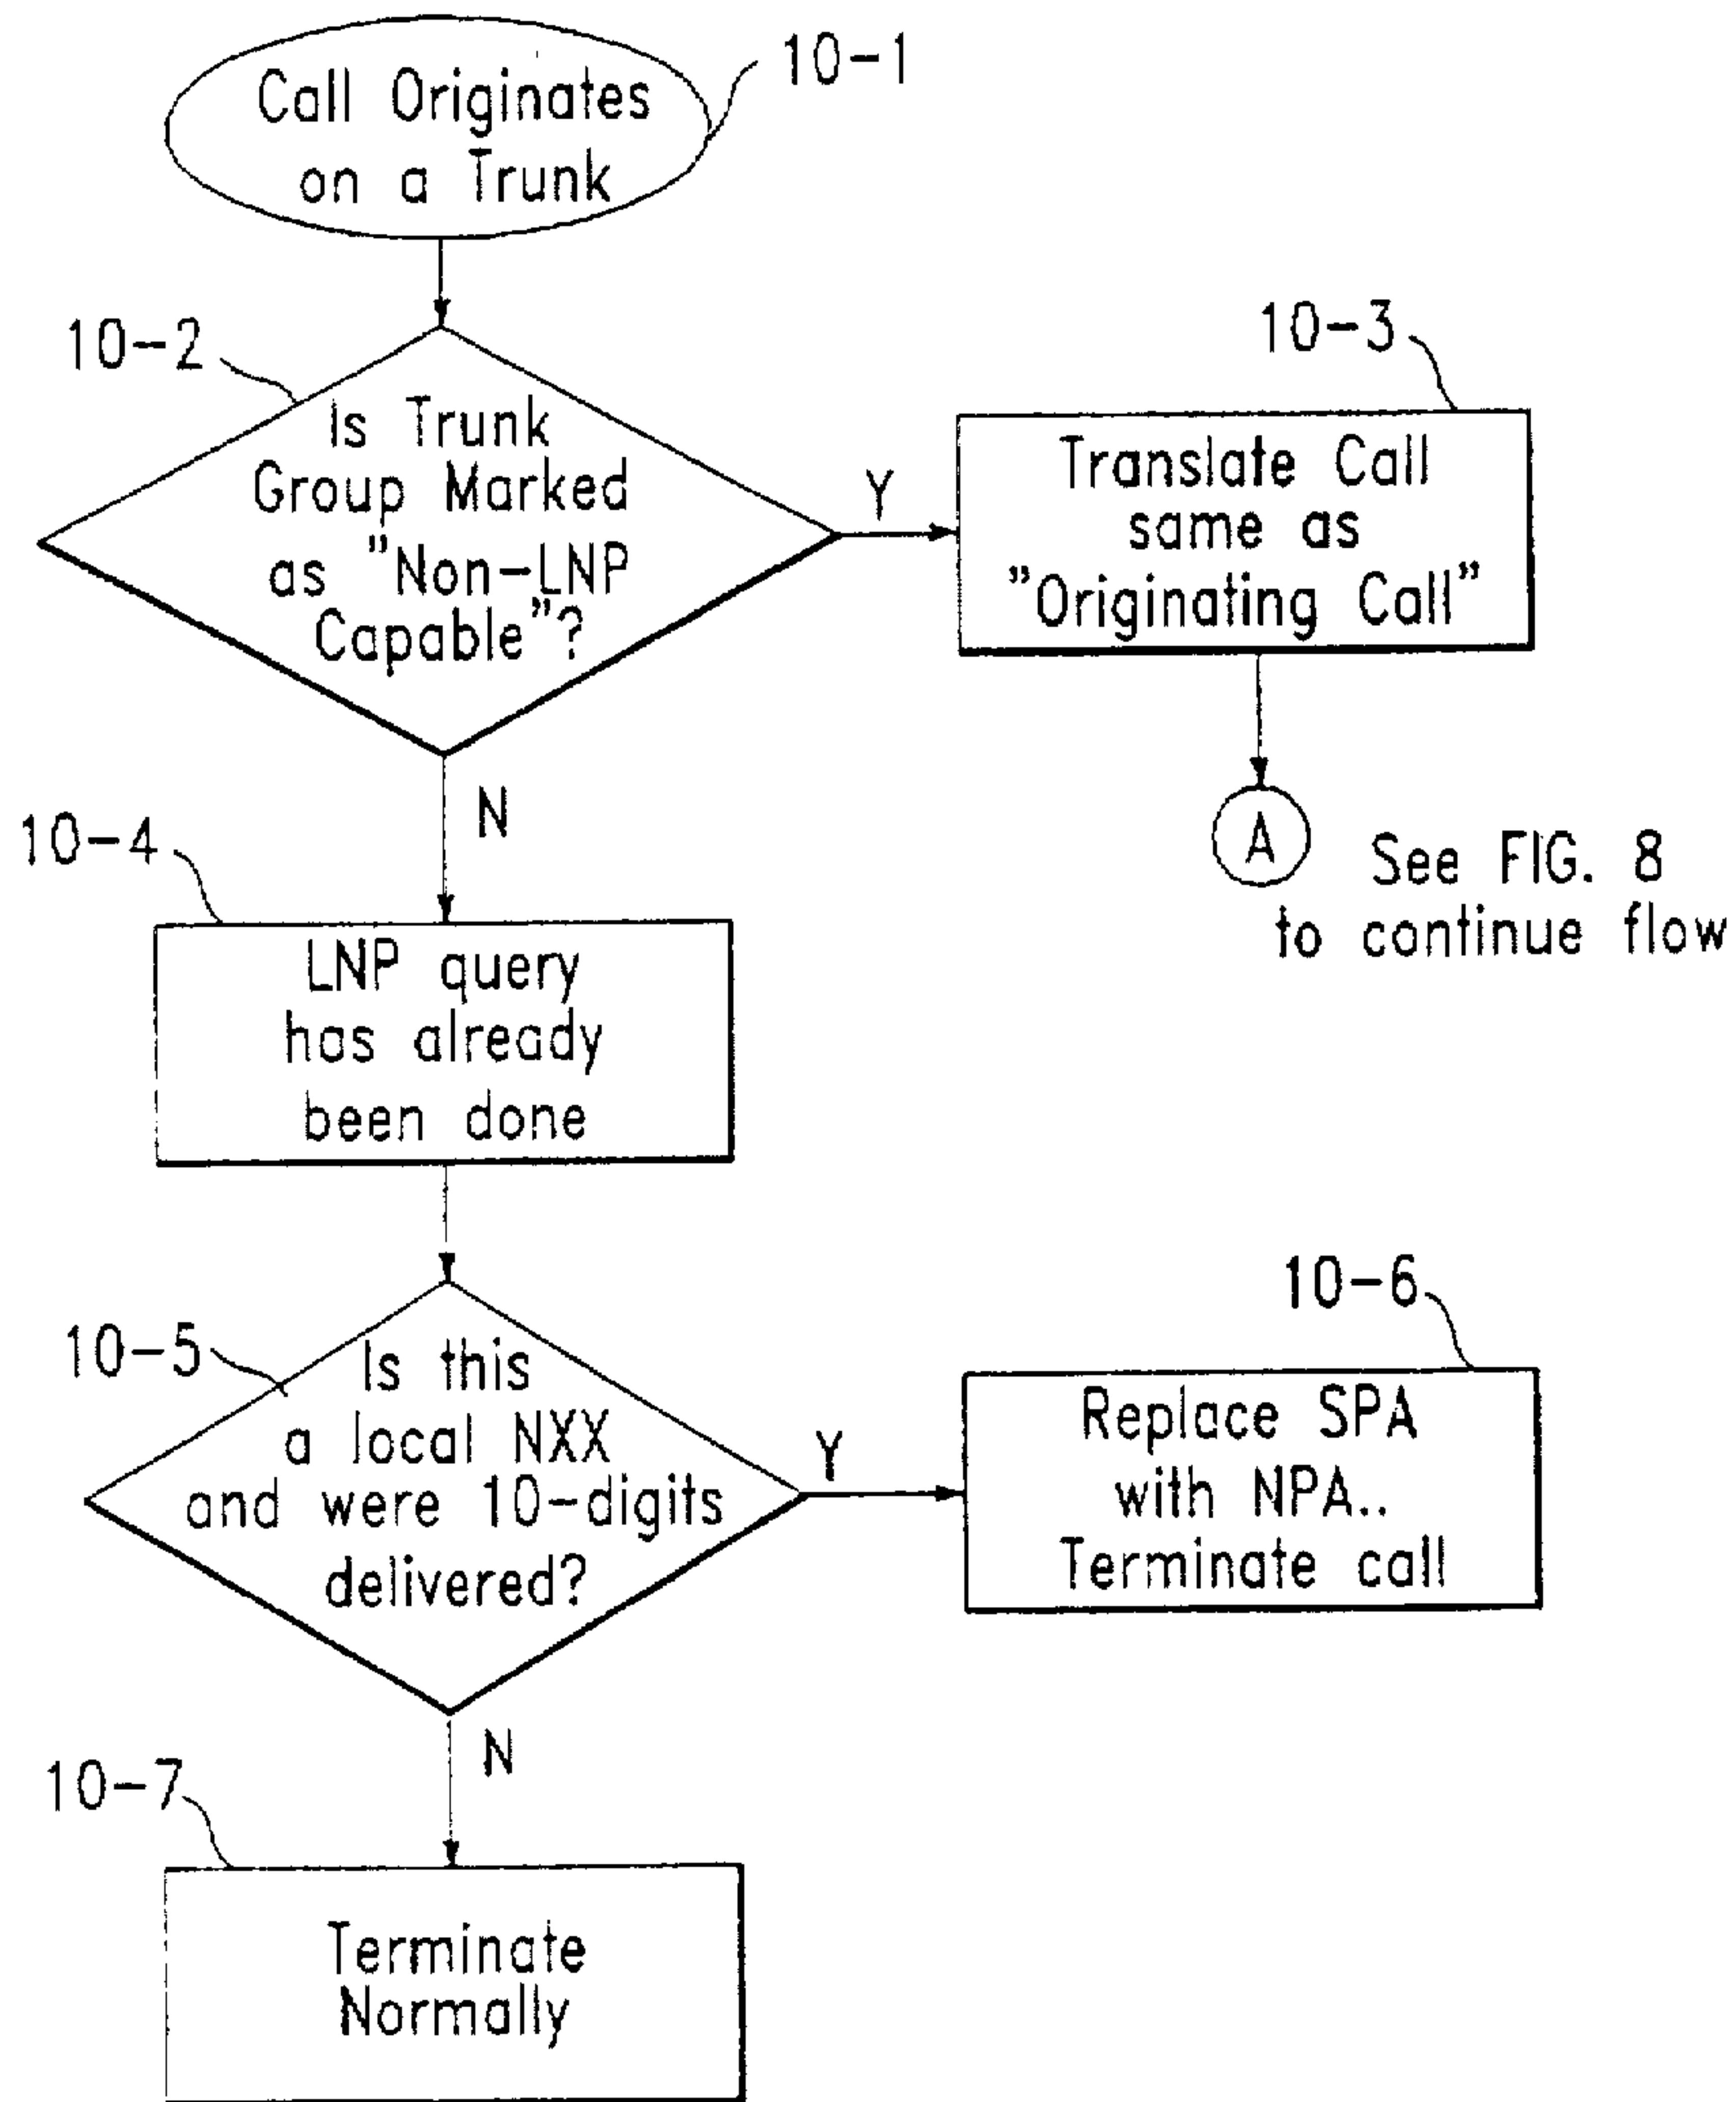 Call Originates
on a Trunk
10-1
10-2
Is Trunk
Group Marked
as "Non-LNP
Capable"?
Y
10-3
Translate Call
same as
"Originating Call"
N
A
See FIG. 8
to continue flow
10-4
LNP query
has already
been done
10-5
Is this
a local NXX
and were 10-digits
delivered?
Y
10-6
Replace SPA
with NPA..
Terminate call
N
10-7
Terminate
Normally